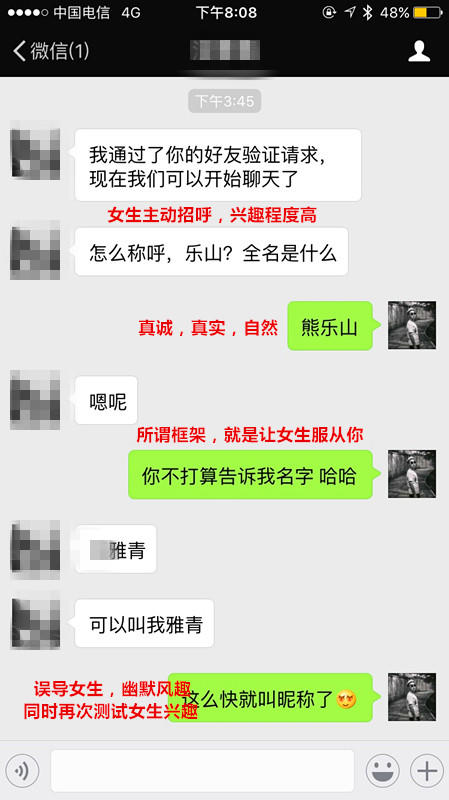 中国电信 4G 下午8:08 48%
微信(1)
下午3:45
我通过了你的好友验证请求，
现在我们可以开始聊天了
女生主动招呼，兴趣程度高
怎么称呼，乐山？全名是什么
真诚，真实，自然
熊乐山
嗯呢
所谓框架，就是让女生服从你
你不打算告诉我名字 哈哈
雅青
可以叫我雅青
误导女生，幽默风趣
这么快就叫昵称了😍
同时再次测试女生兴趣